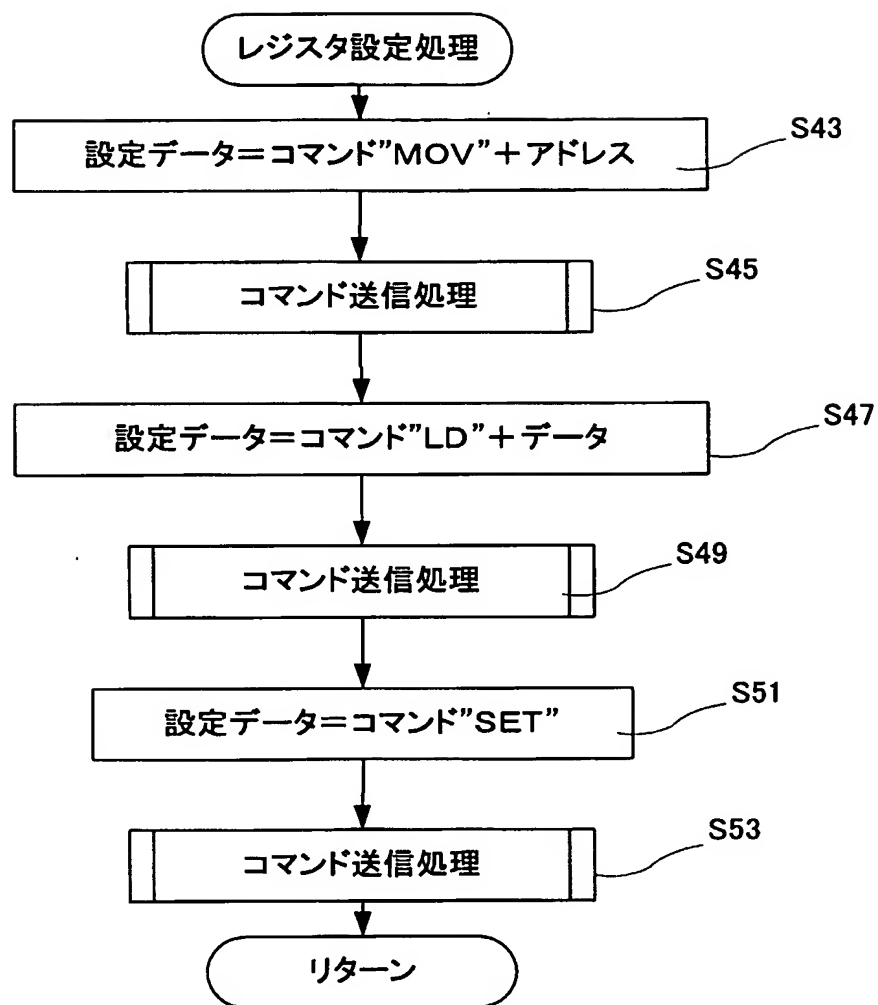 レジスタ設定処理
設定データ=コマンド”MOV”+アドレス
S43
コマンド送信処理
S45
設定データ=コマンド”LD”+データ
S47
コマンド送信処理
S49
設定データ=コマンド”SET”
S51
コマンド送信処理
S53
リターン